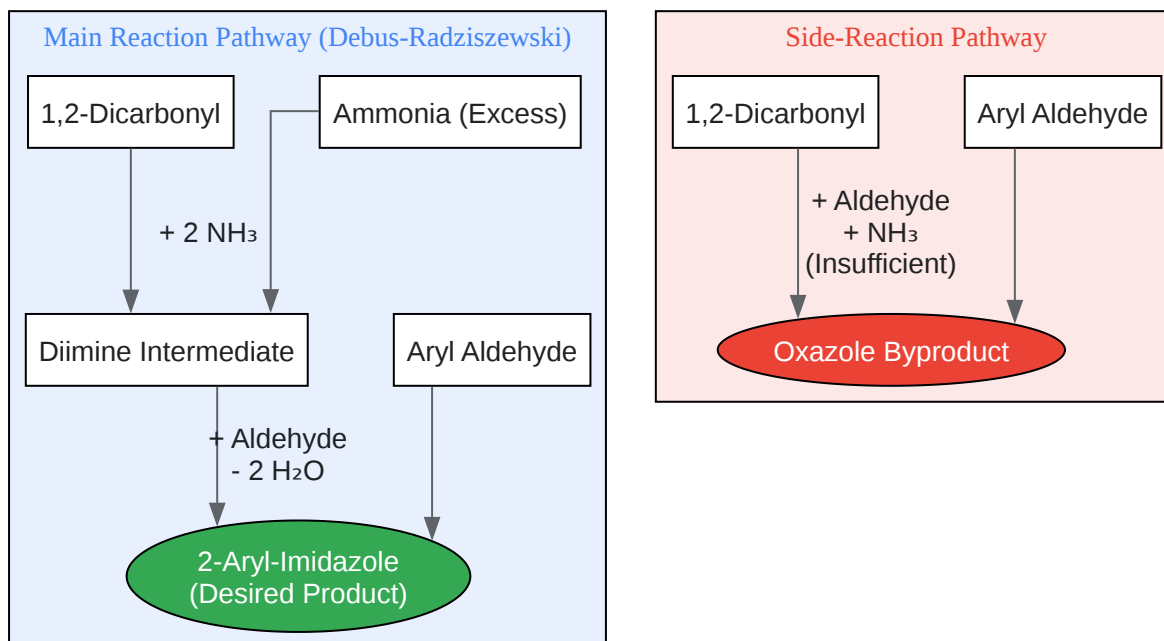 Main Reaction Pathway (Debus-Radziszewski)
1,2-Dicarbonyl
Ammonia (Excess)
+ 2 NH₃
Diimine Intermediate
Aryl Aldehyde
+ Aldehyde
- 2 H₂O
2-Aryl-Imidazole
(Desired Product)
Side-Reaction Pathway
1,2-Dicarbonyl
Aryl Aldehyde
+ Aldehyde
+ NH₃
(Insufficient)
Oxazole Byproduct